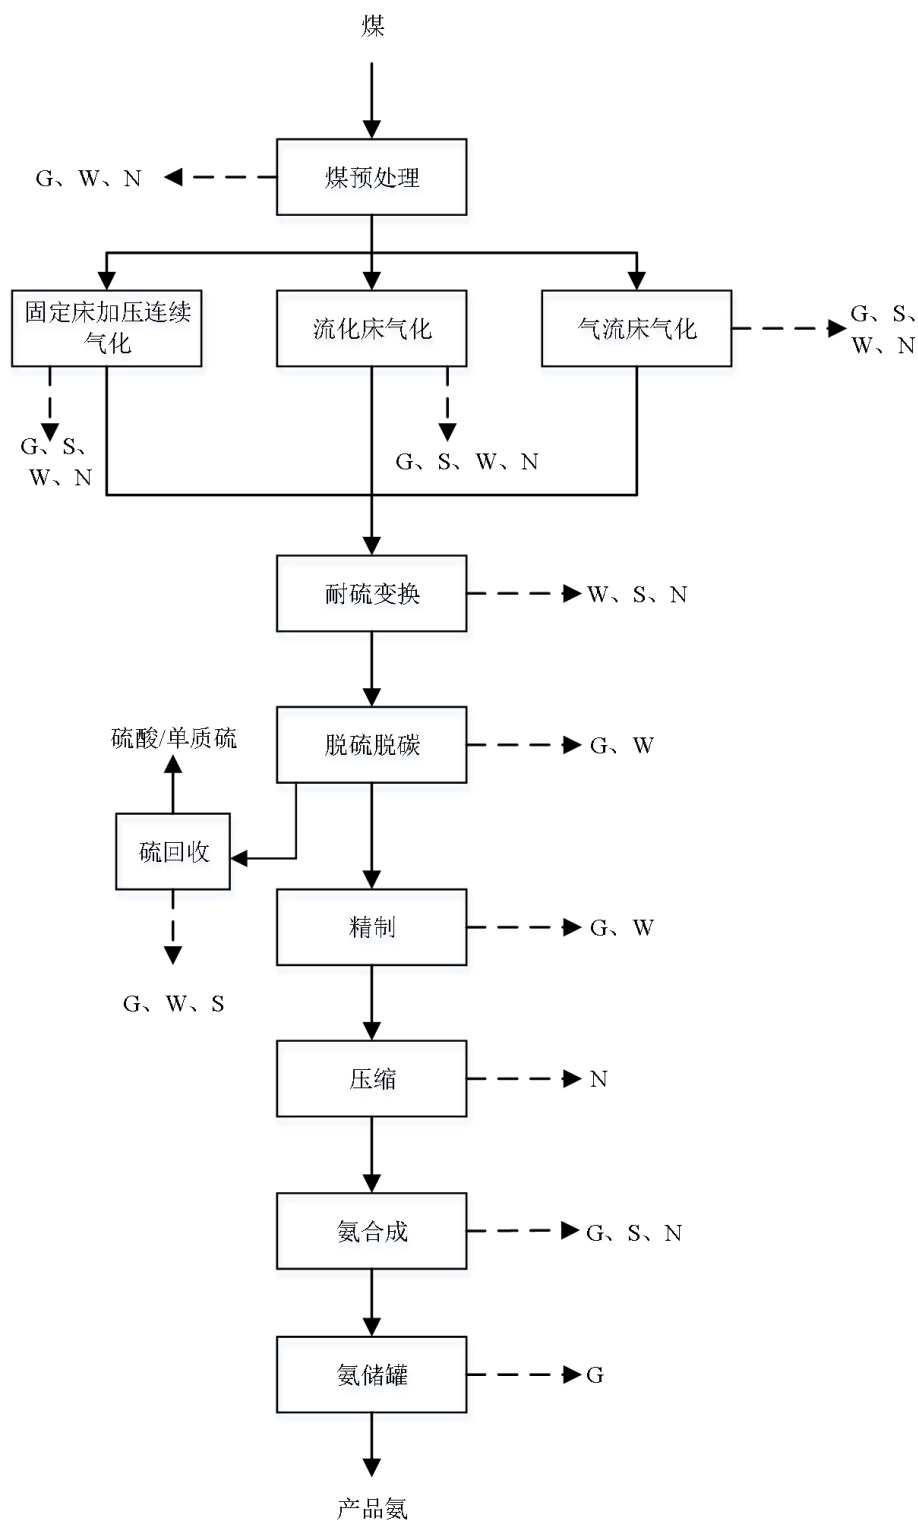 煤
G、W、N
煤预处理
固定床加压连续
气化
流化床气化
气流床气化
G、S、
W、N
G、S、
W、N
G、S、W、N
耐硫变换
W、S、N
硫酸/单质硫
脱硫脱碳
G、W
硫回收
精制
G、W
G、W、S
压缩
N
氨合成
G、S、N
氨储罐
G
产品氨